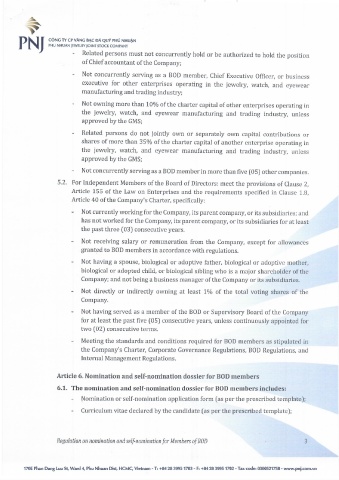 PNJ
CÔNG TY CP VÀNG BẠC ĐÁ QUÝ PHÚ NHUẬN
PHU NHUAN JEWELRY JOINT STOCK COMPANY
- Related persons must not concurrently hold or be authorized to hold the position
of Chief accountant of the Company;
- Not concurrently serving as a BOD member, Chief Executive Officer, or business
executive for other enterprises operating in the jewelry, watch, and eyewear
manufacturing and trading industry;
- Not owning more than 10% of the charter capital of other enterprises operating in
the jewelry, watch, and eyewear manufacturing and trading industry, unless
approved by the GMS;
- Related persons do not jointly own or separately own capital contributions or
shares of more than 35% of the charter capital of another enterprise operating in
the jewelry, watch, and eyewear manufacturing and trading industry, unless
approved by the GMS;
- Not concurrently serving as a BOD member in more than five (05) other companies.
5.2. For Independent Members of the Board of Directors: meet the provisions of Clause 2,
Article 155 of the Law on Enterprises and the requirements specified in Clause 1.8,
Article 40 of the Company's Charter, specifically:
- Not currently working for the Company, its parent company, or its subsidiaries; and
has not worked for the Company, its parent company, or its subsidiaries for at least
the past three (03) consecutive years.
- Not receiving salary or remuneration from the Company, except for allowances
granted to BOD members in accordance with regulations.
- Not having a spouse, biological or adoptive father, biological or adoptive mother,
biological or adopted child, or biological sibling who is a major shareholder of the
Company; and not being a business manager of the Company or its subsidiaries.
- Not directly or indirectly owning at least 1% of the total voting shares of the
Company.
- Not having served as a member of the BOD or Supervisory Board of the Company
for at least the past five (05) consecutive years, unless continuously appointed for
two (02) consecutive terms.
- Meeting the standards and conditions required for BOD members as stipulated in
the Company's Charter, Corporate Governance Regulations, BOD Regulations, and
Internal Management Regulations.
Article 6. Nomination and self-nomination dossier for BOD members
6.1. The nomination and self-nomination dossier for BOD members includes:
- Nomination or self-nomination application form (as per the prescribed template);
- Curriculum vitae declared by the candidate (as per the prescribed template);
Regulation on nomination and self-nomination for Members of BOD 3
170E Phan Dang Luu St, Ward 4, Phu Nhuan Dist, HCMC, Vietnam - T: +84 28 3995 1703 - F: +84 28 3995 1702 - Tax code: 0300521758 - www.pnj.com.vn